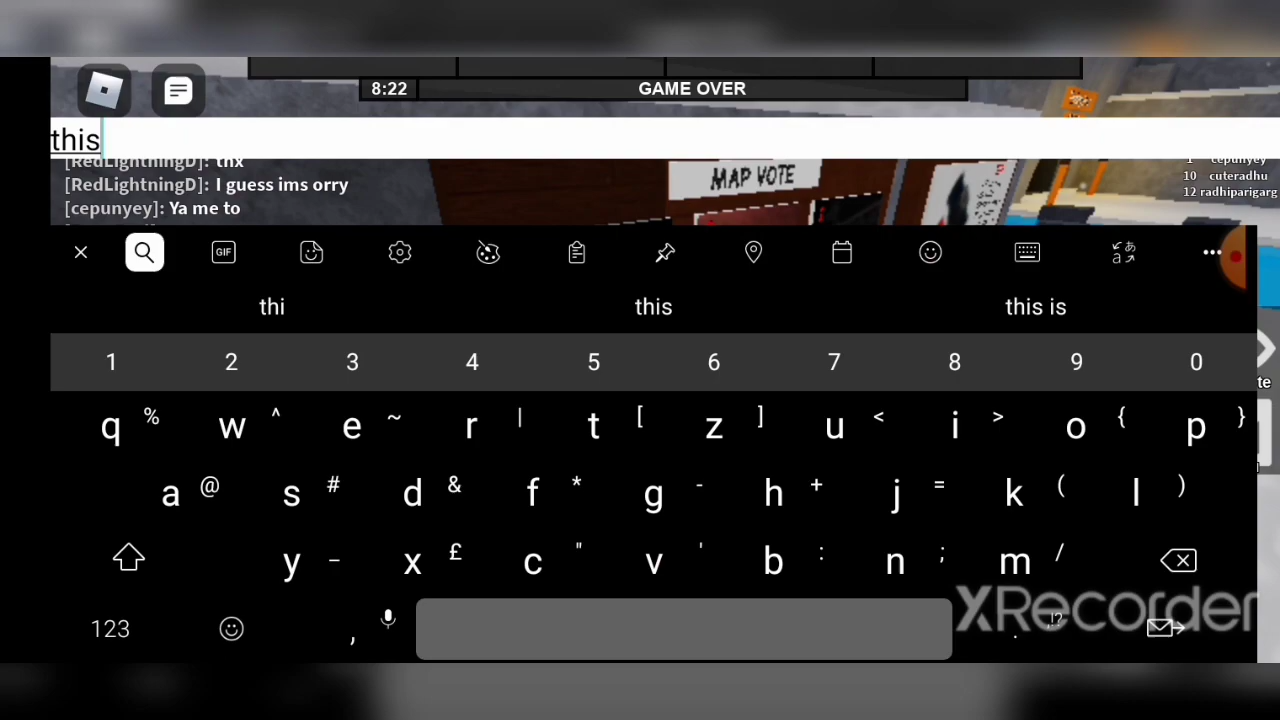 8:22 GAME OVER
this
[RedLightningD]: thx
[RedLightningD]: I guess ims orry
[cepunyey]: Ya me to
MAP VOTE
1 cepunyey
10 cuteradhu
12 radhiparigarg
GIF
thi this this is
1 2 3 4 5 6 7 8 9 0
q % w ^ e ~ r | t [ z ] u < i > o { p }
a @ s # d & f * g - h + j = k ( l )
y _ x £ c " v ' b : n ; m /
123 , . ,!?
XRecorder
te